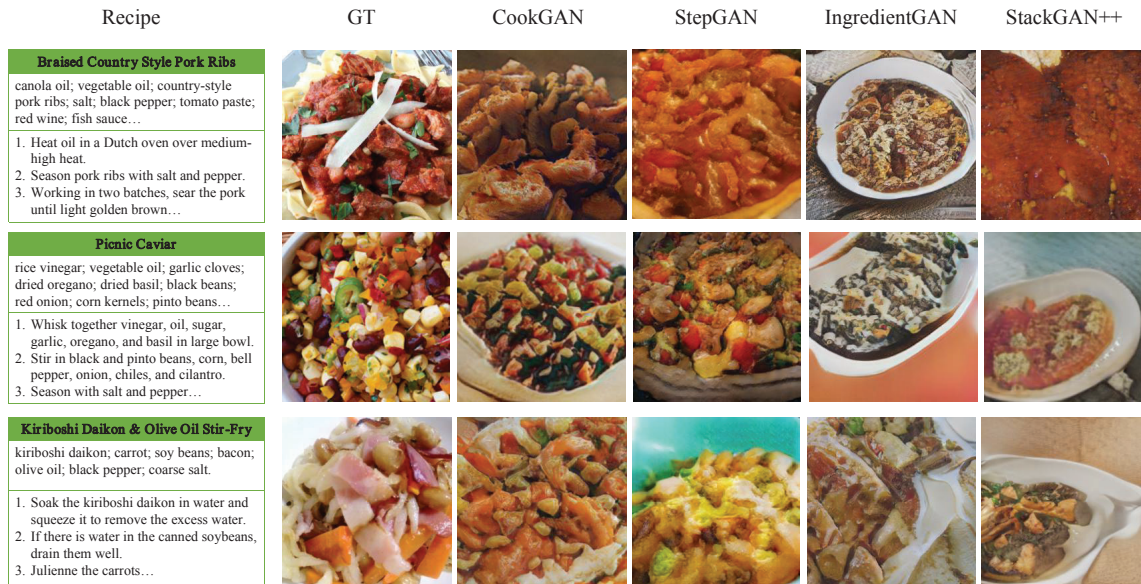 Recipe GT CookGAN StepGAN IngredientGAN StackGAN++
Braised Country Style Pork Ribs
canola oil; vegetable oil; country-style
pork ribs; salt; black pepper; tomato paste;
red wine; fish sauce…
1. Heat oil in a Dutch oven over medium-
high heat.
2. Season pork ribs with salt and pepper.
3. Working in two batches, sear the pork
until light golden brown…
Picnic Caviar
rice vinegar; vegetable oil; garlic cloves;
dried oregano; dried basil; black beans;
red onion; corn kernels; pinto beans…
1. Whisk together vinegar, oil, sugar,
garlic, oregano, and basil in large bowl.
2. Stir in black and pinto beans, corn, bell
pepper, onion, chiles, and cilantro.
3. Season with salt and pepper…
Kiriboshi Daikon & Olive Oil Stir-Fry
kiriboshi daikon; carrot; soy beans; bacon;
olive oil; black pepper; coarse salt.
1. Soak the kiriboshi daikon in water and
squeeze it to remove the excess water.
2. If there is water in the canned soybeans,
drain them well.
3. Julienne the carrots…